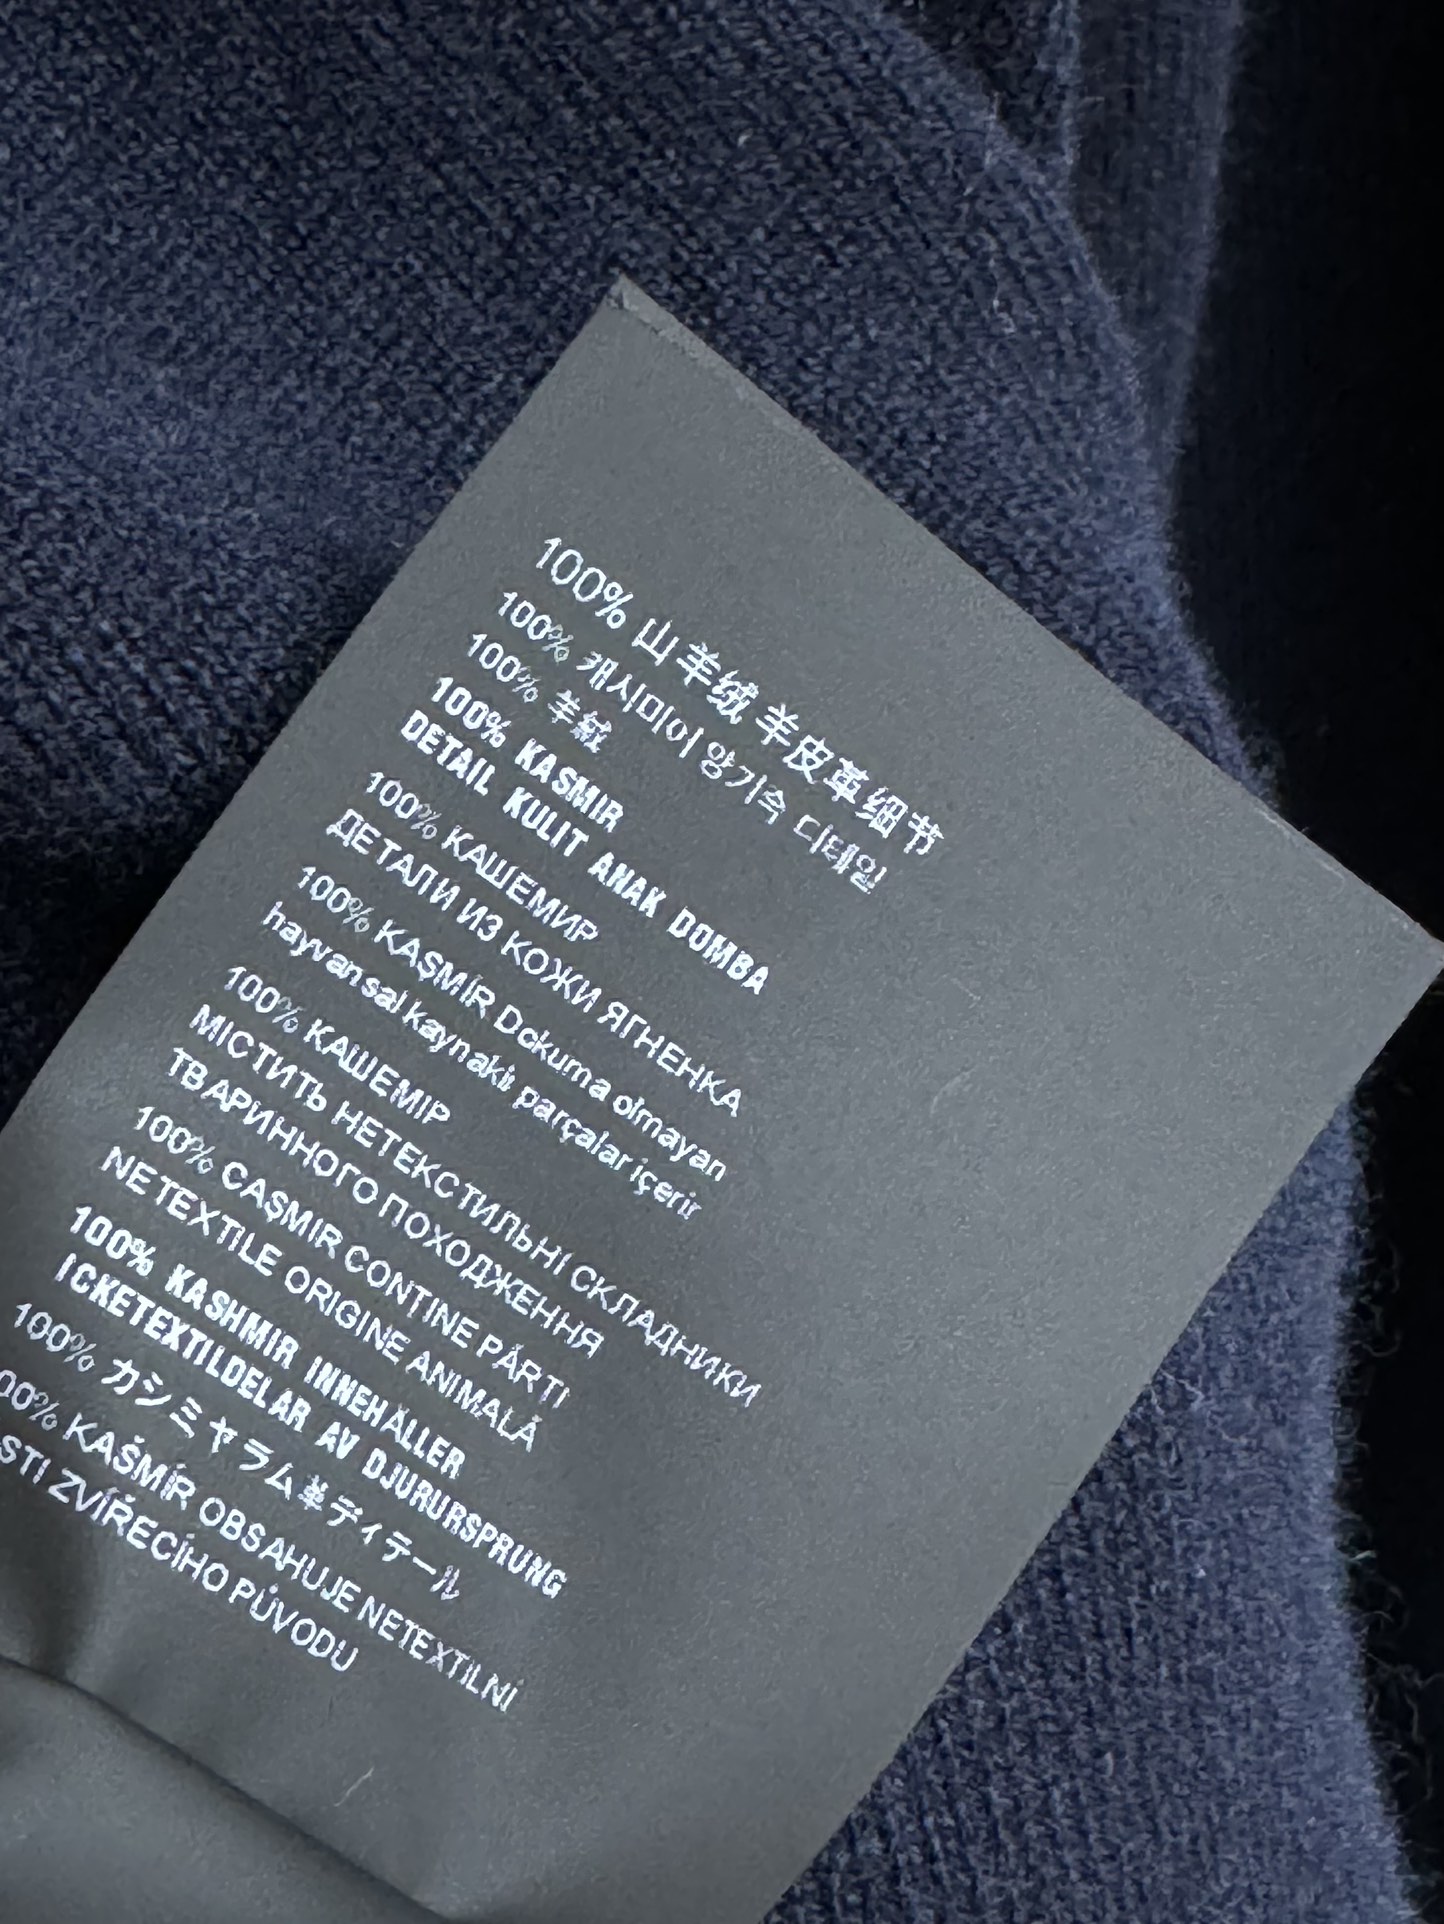 100% 山羊绒 羊皮革细节
100% 캐시미어 양가죽 디테일
100% 羊絨
100% KASMIR
DETAIL KULIT ANAK DOMBA
100% КАШЕМИР
ДЕТАЛИ ИЗ КОЖИ ЯГНЕНКА
100% KAŞMİR Dokuma olmayan
hayvansal kaynaklı parçalar içerir
100% КАШЕМІР
МІСТИТЬ НЕТЕКСТИЛЬНІ СКЛАДНИКИ
ТВАРИННОГО ПОХОДЖЕННЯ
100% CAŞMIR CONȚINE PĂRȚI
NETEXTILE ORIGINE ANIMALĂ
100% KASHMIR INNEHÅLLER
ICKETEXTILDELAR AV DJURURSPRUNG
100% カシミヤラム革ディテール
00% KAŠMÍR OBSAHUJE NETEXTILNÍ
STI ZVÍŘECÍHO PŮVODU